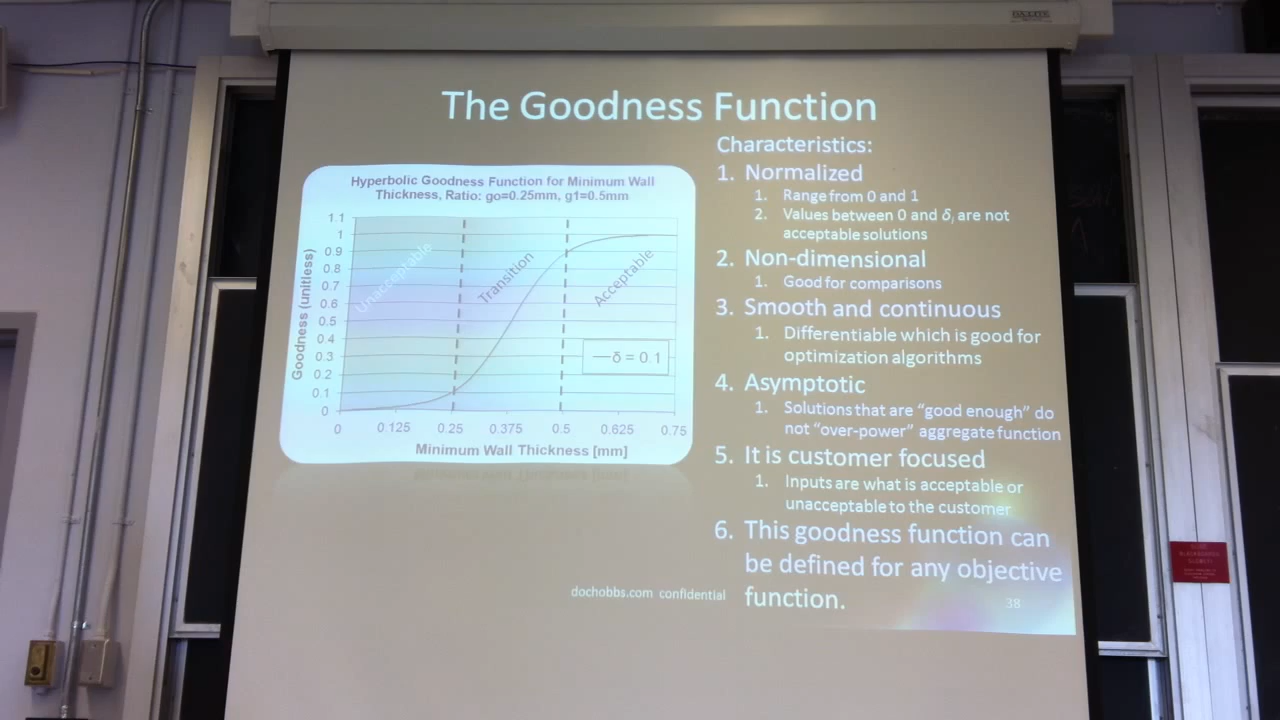 The Goodness Function
Hyperbolic Goodness Function for Minimum Wall
Thickness, Ratio: go=0.25mm, g1=0.5mm
Goodness (unitless)
1.1
1
0.9
0.8
0.7
0.6
0.5
0.4
0.3
0.2
0.1
0
Unacceptable
Transition
Acceptable
δ = 0.1
0 0.125 0.25 0.375 0.5 0.625 0.75
Minimum Wall Thickness [mm]
Characteristics:
1. Normalized
1. Range from 0 and 1
2. Values between 0 and δ, are not
acceptable solutions
2. Non-dimensional
1. Good for comparisons
3. Smooth and continuous
1. Differentiable which is good for
optimization algorithms
4. Asymptotic
1. Solutions that are “good enough” do
not “over-power” aggregate function
5. It is customer focused
1. Inputs are what is acceptable or
unacceptable to the customer
6. This goodness function can
be defined for any objective
function.
dochobbs.com confidential
38